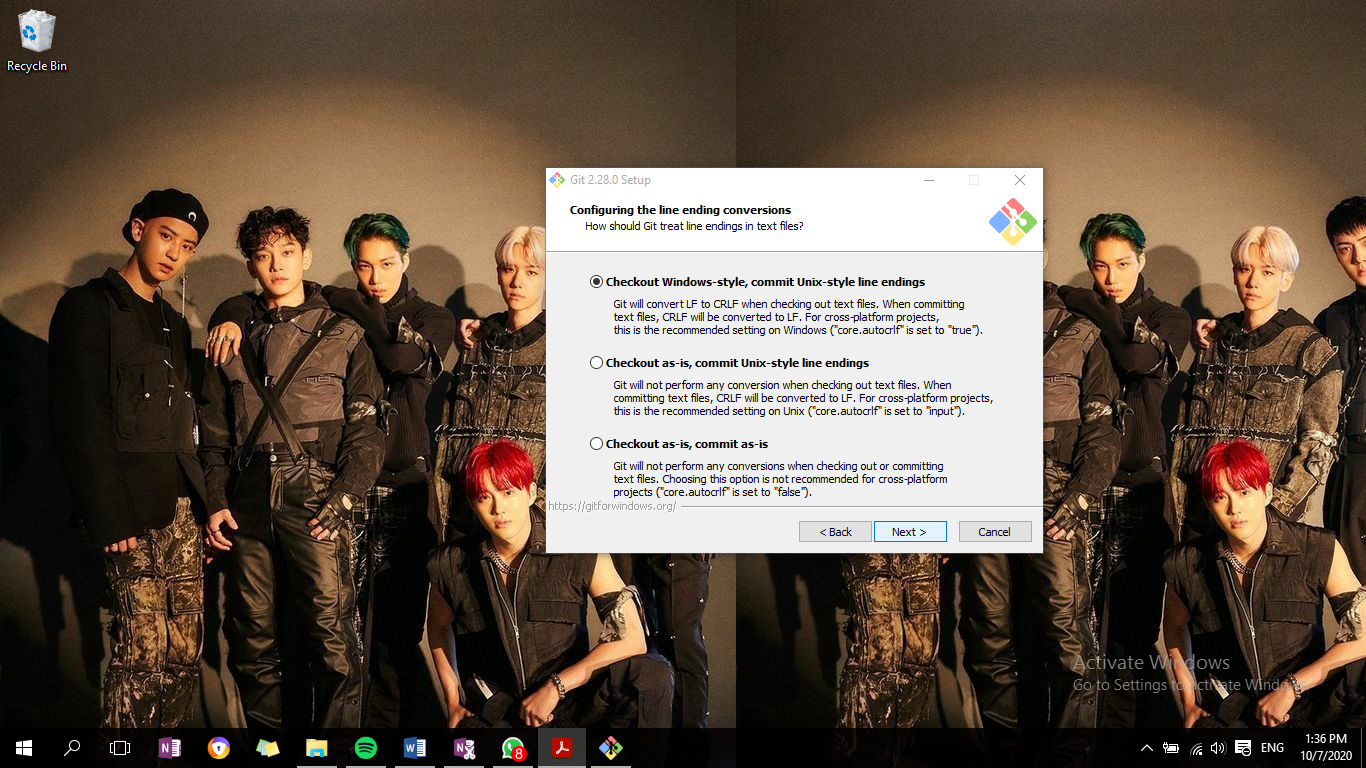 Recycle Bin
Git 2.28.0 Setup
Configuring the line ending conversions
How should Git treat line endings in text files?
Checkout Windows-style, commit Unix-style line endings
Git will convert LF to CRLF when checking out text files. When committing
text files, CRLF will be converted to LF. For cross-platform projects,
this is the recommended setting on Windows ("core.autocrlf" is set to "true").
Checkout as-is, commit Unix-style line endings
Git will not perform any conversion when checking out text files. When
committing text files, CRLF will be converted to LF. For cross-platform projects,
this is the recommended setting on Unix ("core.autocrlf" is set to "input").
Checkout as-is, commit as-is
Git will not perform any conversions when checking out or committing
text files. Choosing this option is not recommended for cross-platform
projects ("core.autocrlf" is set to "false").
https://gitforwindows.org/
< Back
Next >
Cancel
Activate Windows
Go to Settings to activate Windows.
8
ENG
1:36 PM
10/7/2020